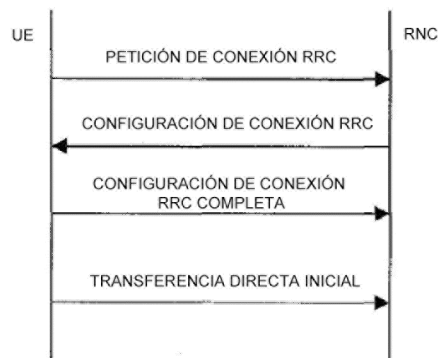 UE
RNC
PETICIÓN DE CONEXIÓN RRC
CONFIGURACIÓN DE CONEXIÓN RRC
CONFIGURACIÓN DE CONEXIÓN
RRC COMPLETA
TRANSFERENCIA DIRECTA INICIAL